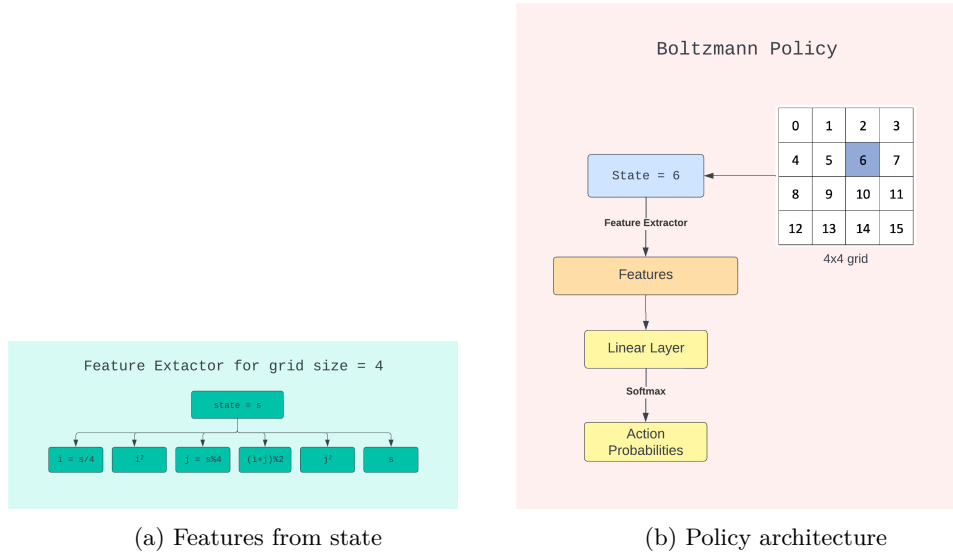 Feature Extactor for grid size = 4
state = s
i = s/4 i² j = s%4 (i+j)%2 j² s
(a) Features from state
Boltzmann Policy
0 1 2 3
4 5 6 7
8 9 10 11
12 13 14 15
4x4 grid
State = 6
Feature Extractor
Features
Linear Layer
Softmax
Action
Probabilities
(b) Policy architecture